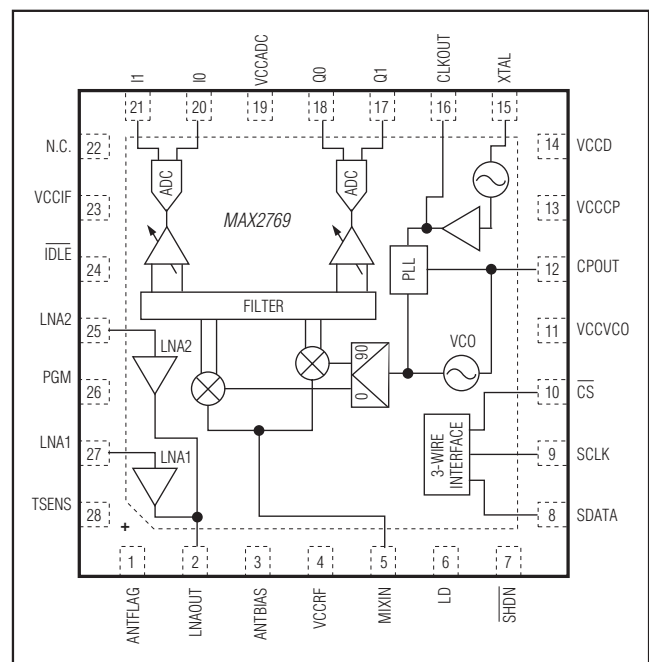 I1
I0
VCCADC
Q0
Q1
CLKOUT
XTAL
21
20
19
18
17
16
15
N.C.
22
14
VCCD
ADC
ADC
MAX2769
VCCIF
23
13
VCCCP
IDLE
24
PLL
12
CPOUT
FILTER
LNA2
25
11
VCCVCO
LNA2
90
0
VCO
PGM
26
10
CS
LNA1
27
LNA1
3-WIRE
INTERFACE
9
SCLK
TSENS
28
8
SDATA
+
1
2
3
4
5
6
7
ANTFLAG
LNAOUT
ANTBIAS
VCCRF
MIXIN
LD
SHDN